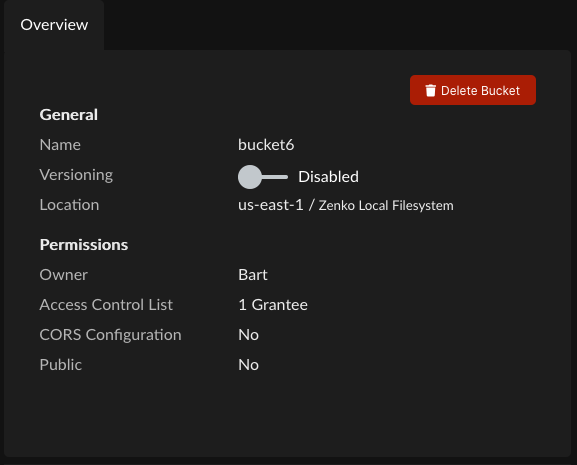 Overview
Delete Bucket
General
Name bucket6
Versioning Disabled
Location us-east-1 / Zenko Local Filesystem
Permissions
Owner Bart
Access Control List 1 Grantee
CORS Configuration No
Public No